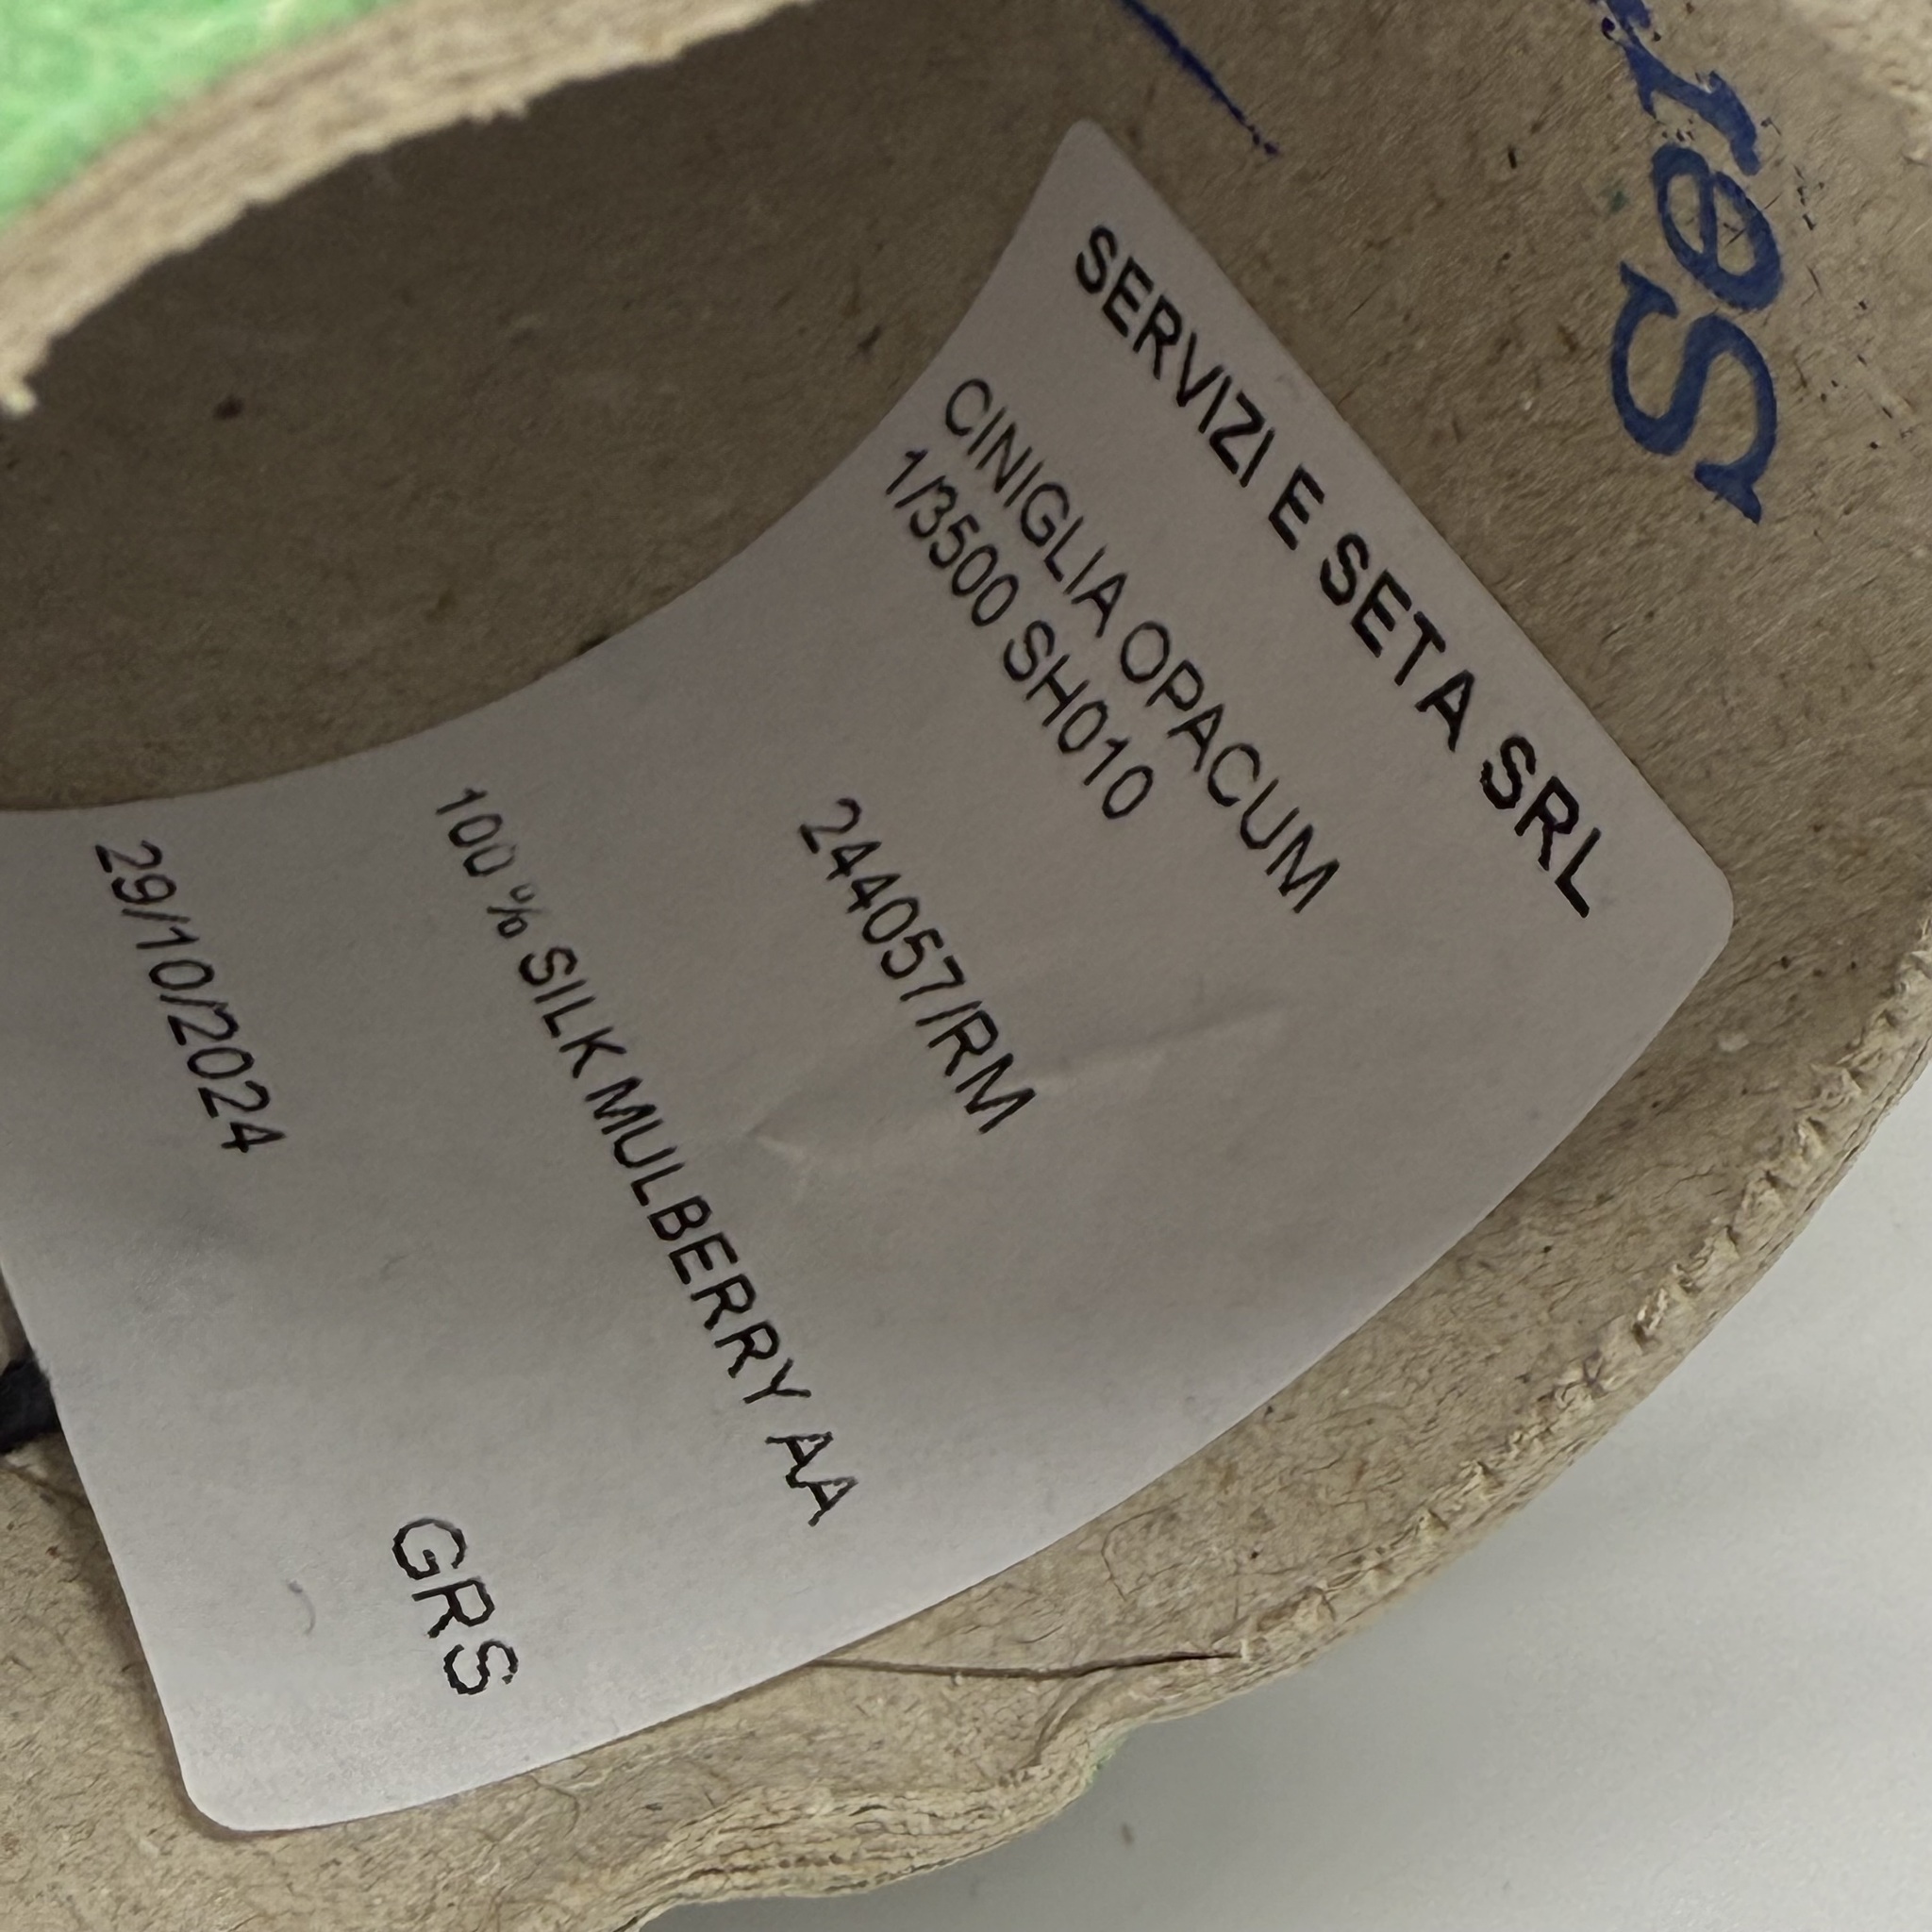 SERVIZI E SETA SRL
CINIGLIA OPACUM
1/3500 SH010
244057/RM
100 % SILK MULBERRY AA
GRS
29/10/2024